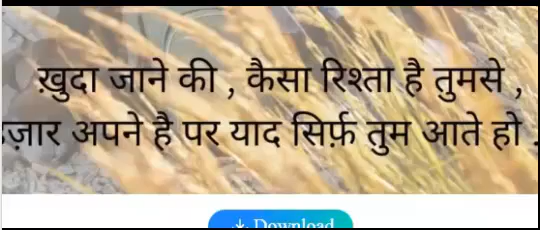 ख़ुदा जाने की , कैसा रिश्ता है तुमसे ,
ज़ार अपने है पर याद सिर्फ़ तुम आते हो .
Download